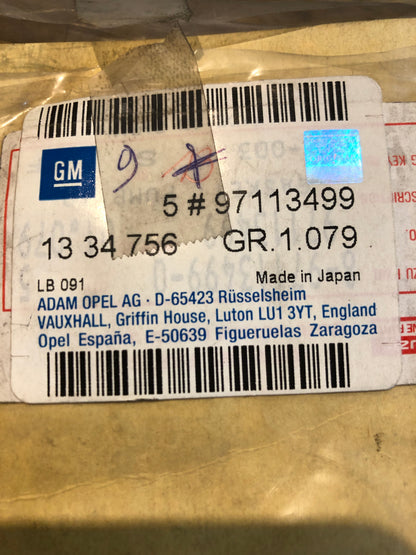 GM
9
5 # 97113499
13 34 756 GR.1.079
LB 091 Made in Japan
ADAM OPEL AG · D-65423 Rüsselsheim
VAUXHALL, Griffin House, Luton LU1 3YT, England
Opel España, E-50639 Figueruelas Zaragoza